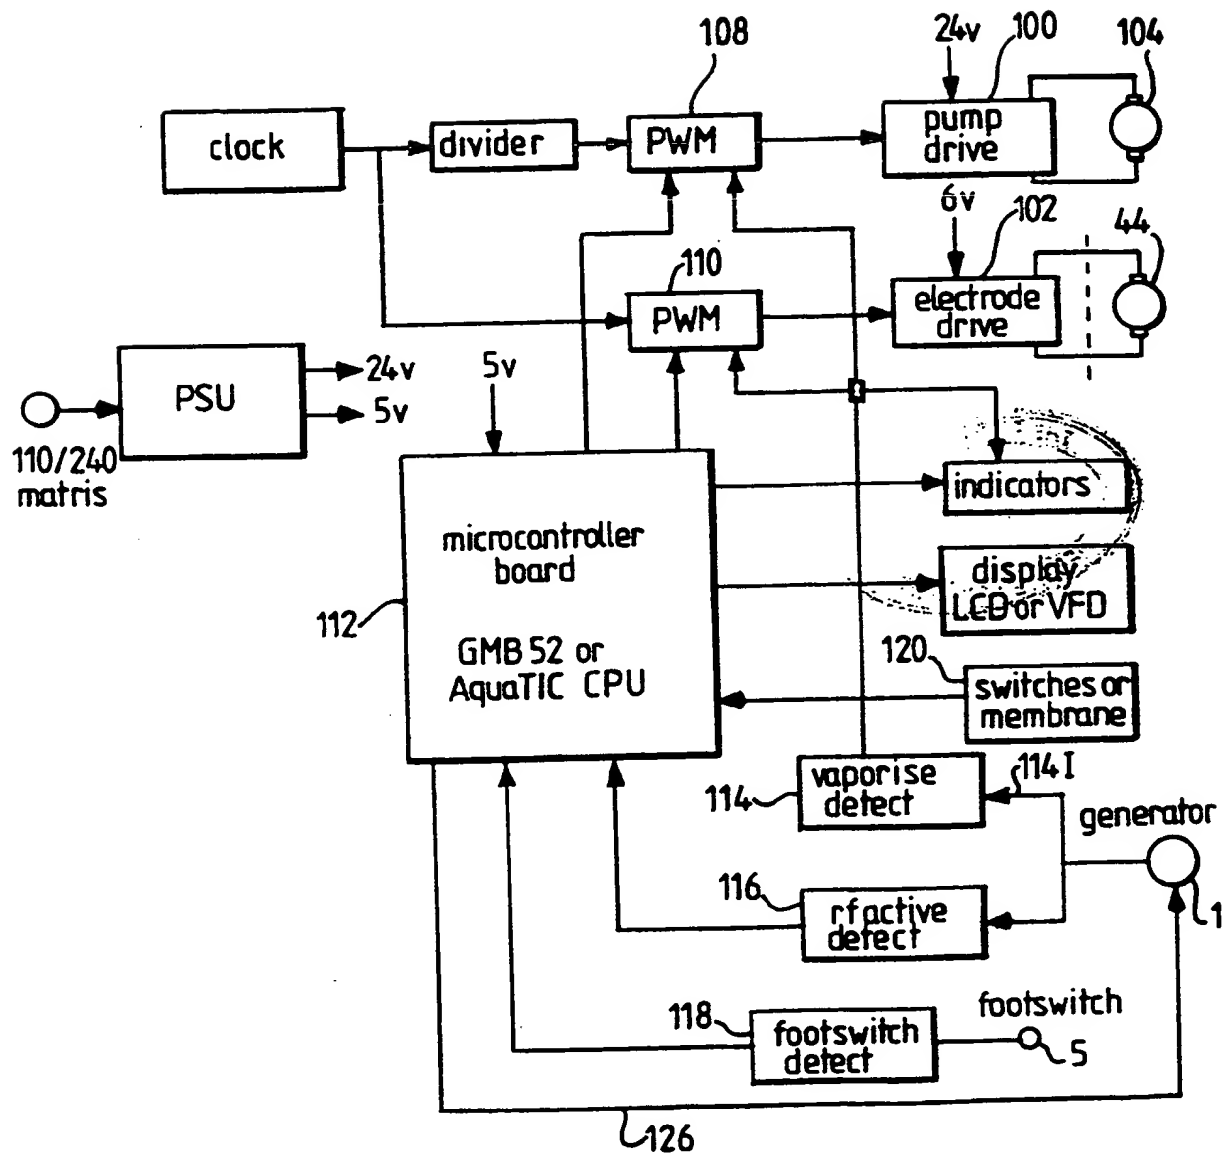 108
24v
100
104
clock
divider
PWM
pump
drive
6v
102
44
110
PWM
electrode
drive
PSU
24v
5v
5v
110/240
matris
indicators
microcontroller
board
display
LCD or VFD
112
GMB 52 or
AquaTIC CPU
120
switches or
membrane
114
vaporise
detect
114 I
generator
116
rf active
detect
1
118
footswitch
detect
footswitch
5
126